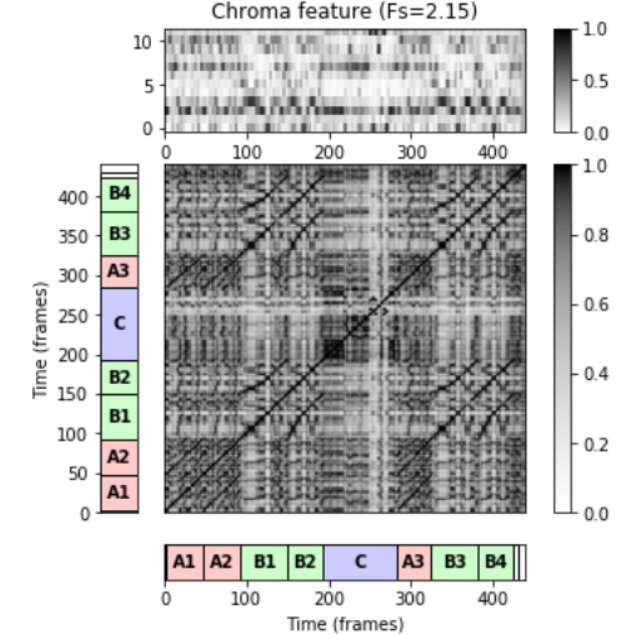 Chroma feature (Fs=2.15)
10
5
0
0 100 200 300 400
1.0
0.5
0.0
Time (frames)
400
350
300
250
200
150
100
50
0
B4
B3
A3
C
B2
B1
A2
A1
1.0
0.8
0.6
0.4
0.2
0.0
A1 A2 B1 B2 C A3 B3 B4
0 100 200 300 400
Time (frames)